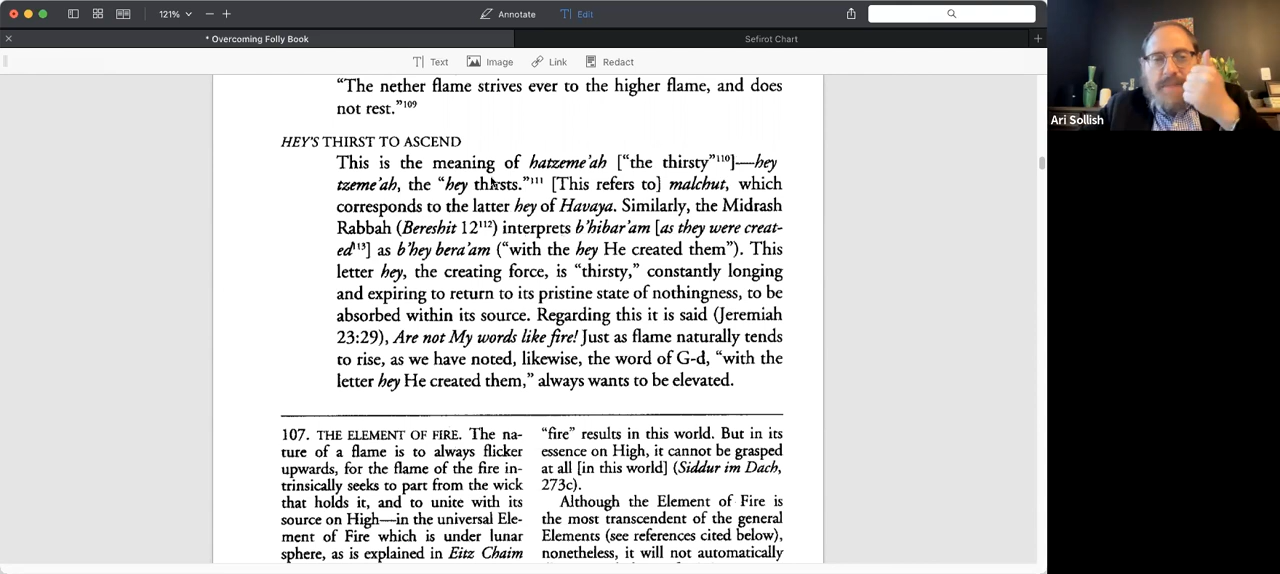 121%
Annotate
Edit
* Overcoming Folly Book
Sefirot Chart
Text
Image
Link
Redact
"The nether flame strives ever to the higher flame, and does
not rest."109
HEY'S THIRST TO ASCEND
This is the meaning of hatzeme'ah ["the thirsty"110]—hey
tzeme'ah, the "hey thirsts."111 [This refers to] malchut, which
corresponds to the latter hey of Havaya. Similarly, the Midrash
Rabbah (Bereshit 12112) interprets b'hibar'am [as they were creat-
ed113] as b'hey bera'am ("with the hey He created them"). This
letter hey, the creating force, is "thirsty," constantly longing
and expiring to return to its pristine state of nothingness, to be
absorbed within its source. Regarding this it is said (Jeremiah
23:29), Are not My words like fire! Just as flame naturally tends
to rise, as we have noted, likewise, the word of G-d, "with the
letter hey He created them," always wants to be elevated.
107. THE ELEMENT OF FIRE. The na-
ture of a flame is to always flicker
upwards, for the flame of the fire in-
trinsically seeks to part from the wick
that holds it, and to unite with its
source on High—in the universal Ele-
ment of Fire which is under lunar
sphere, as is explained in Eitz Chaim
"fire" results in this world. But in its
essence on High, it cannot be grasped
at all [in this world] (Siddur im Dach,
273c).
Although the Element of Fire is
the most transcendent of the general
Elements (see references cited below),
nonetheless, it will not automatically
Ari Sollish